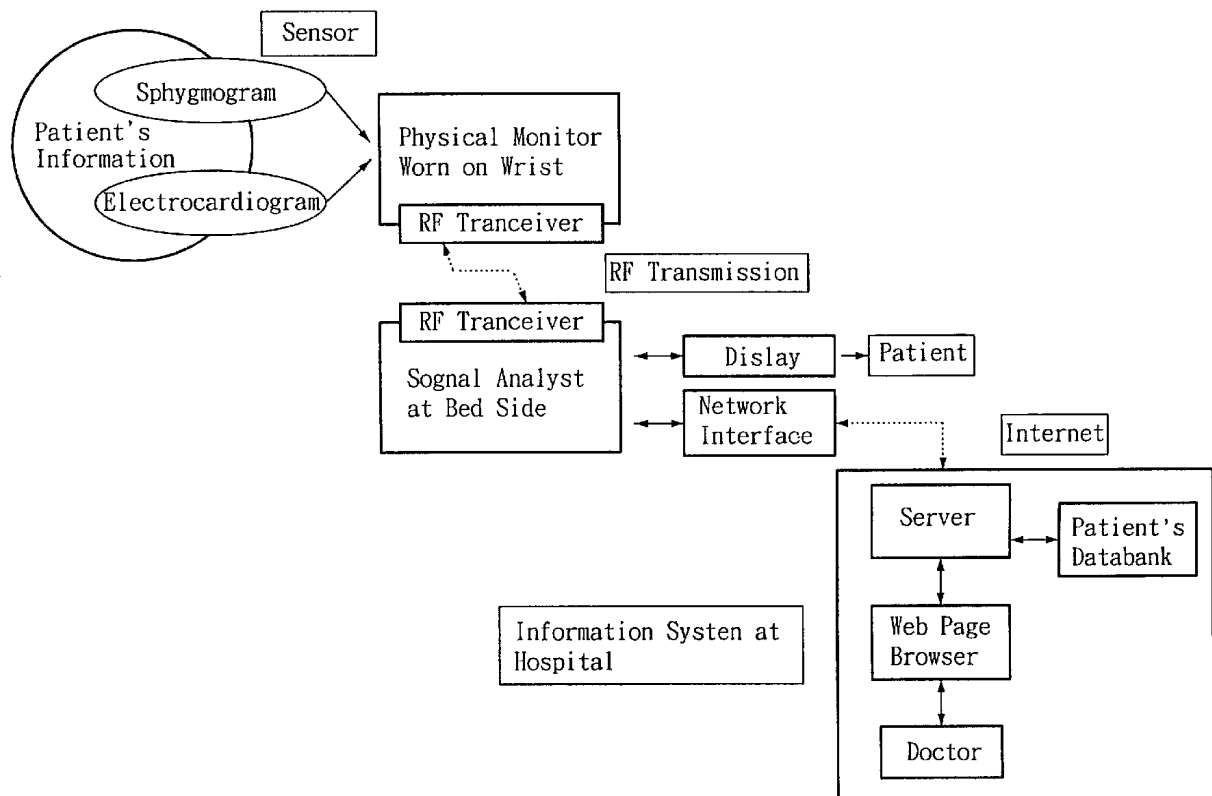 Sensor
Sphygmogram
Patient's
Information
Electrocardiogram
Physical Monitor
Worn on Wrist
RF Tranceiver
RF Transmission
RF Tranceiver
Sognal Analyst
at Bed Side
Dislay
Patient
Network
Interface
Internet
Server
Patient's
Databank
Information Systen at
Hospital
Web Page
Browser
Doctor